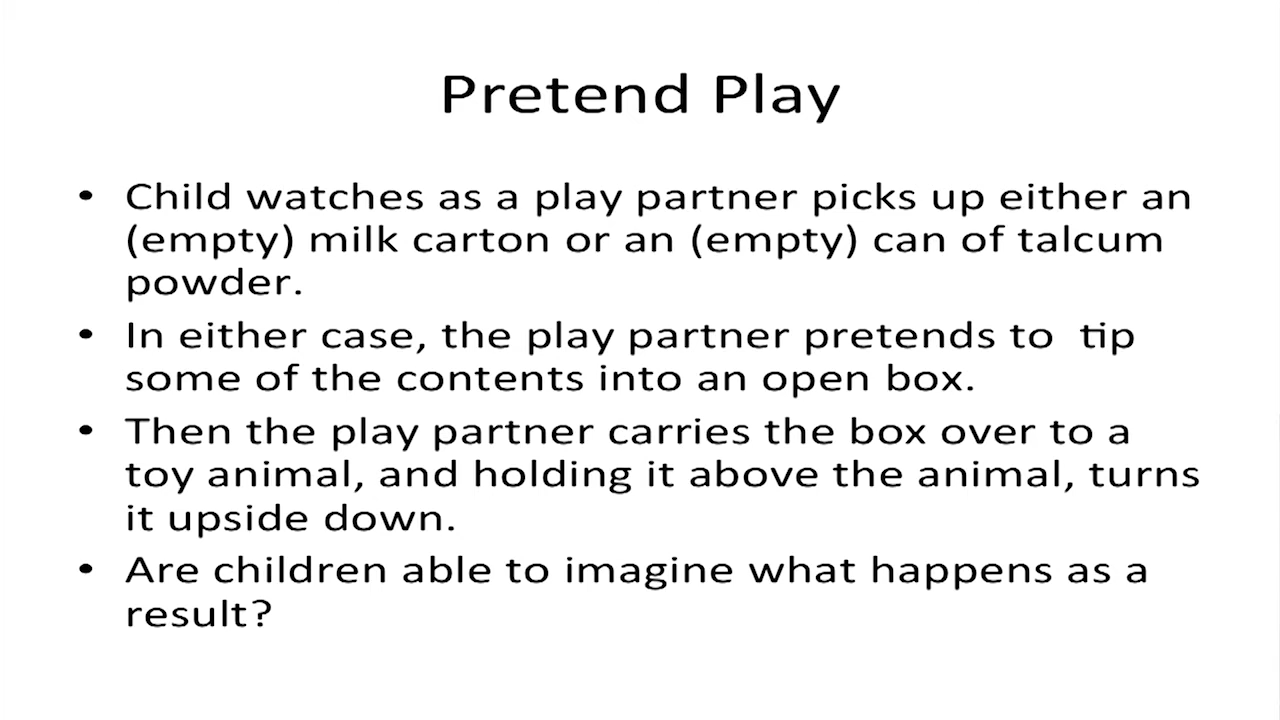 Pretend Play
• Child watches as a play partner picks up either an
(empty) milk carton or an (empty) can of talcum
powder.
• In either case, the play partner pretends to  tip
some of the contents into an open box.
• Then the play partner carries the box over to a
toy animal, and holding it above the animal, turns
it upside down.
• Are children able to imagine what happens as a
result?